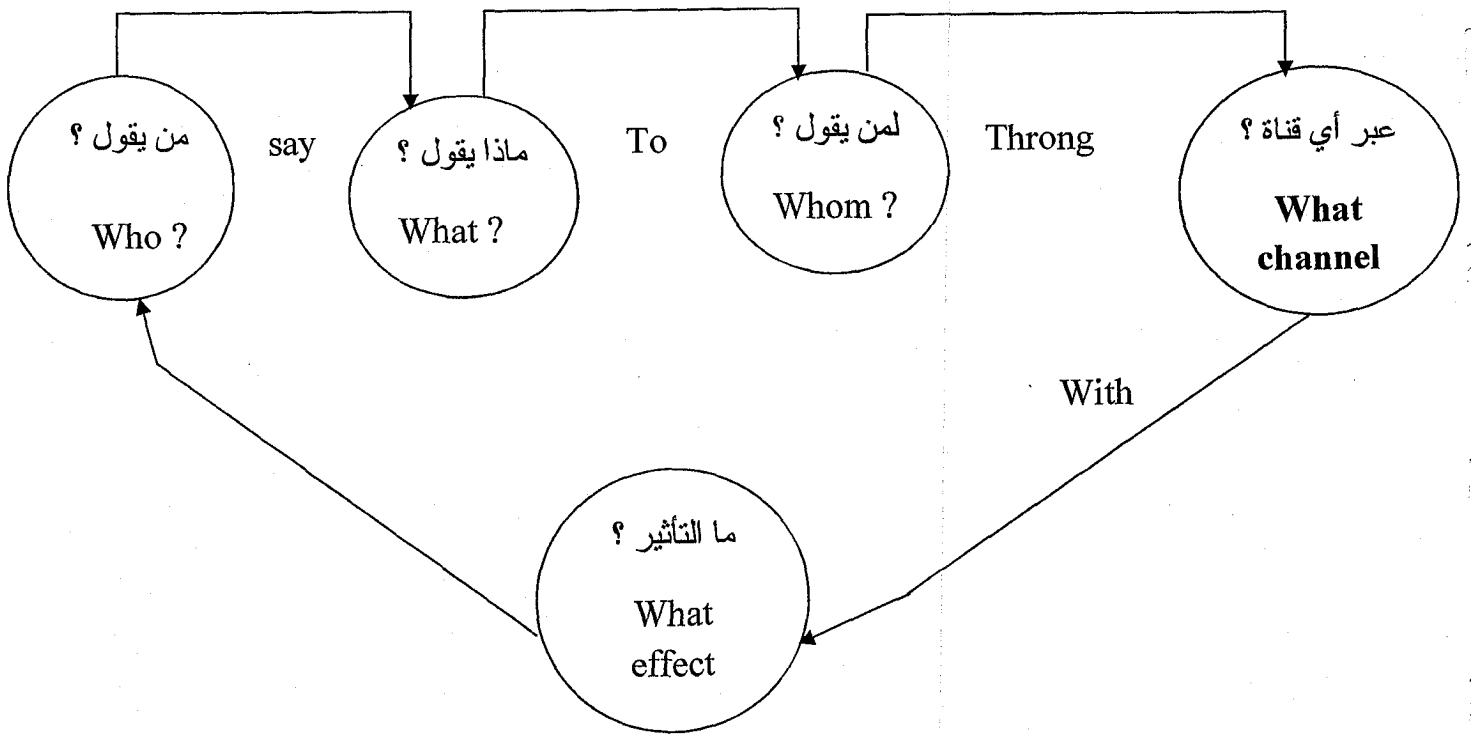 من يقول ؟
Who ?
say
ماذا يقول ؟
What ?
To
لمن يقول ؟
Whom ?
Throng
عبر أي قناة ؟
What
channel
With
ما التأثير ؟
What
effect